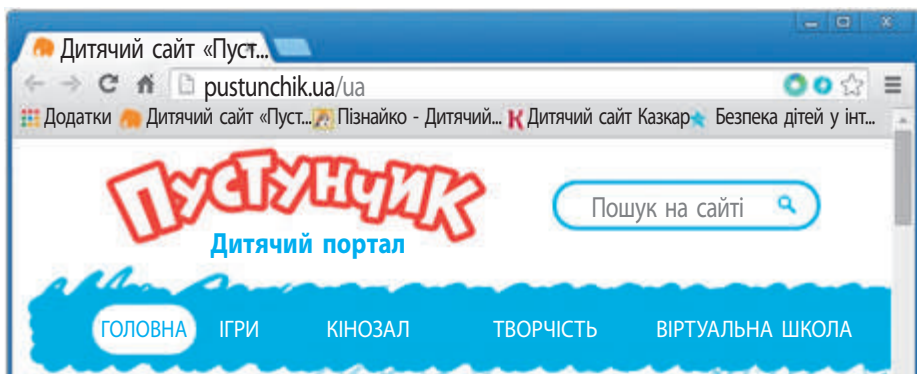 Дитячий сайт «Пуст...
pustunchik.ua/ua
Додатки Дитячий сайт «Пуст... Пізнайко - Дитячий... Дитячий сайт Казкар Безпека дітей у інт...
ПУСТУНЧИК
Пошук на сайті
Дитячий портал
ГОЛОВНА ІГРИ КІНОЗАЛ ТВОРЧІСТЬ ВІРТУАЛЬНА ШКОЛА